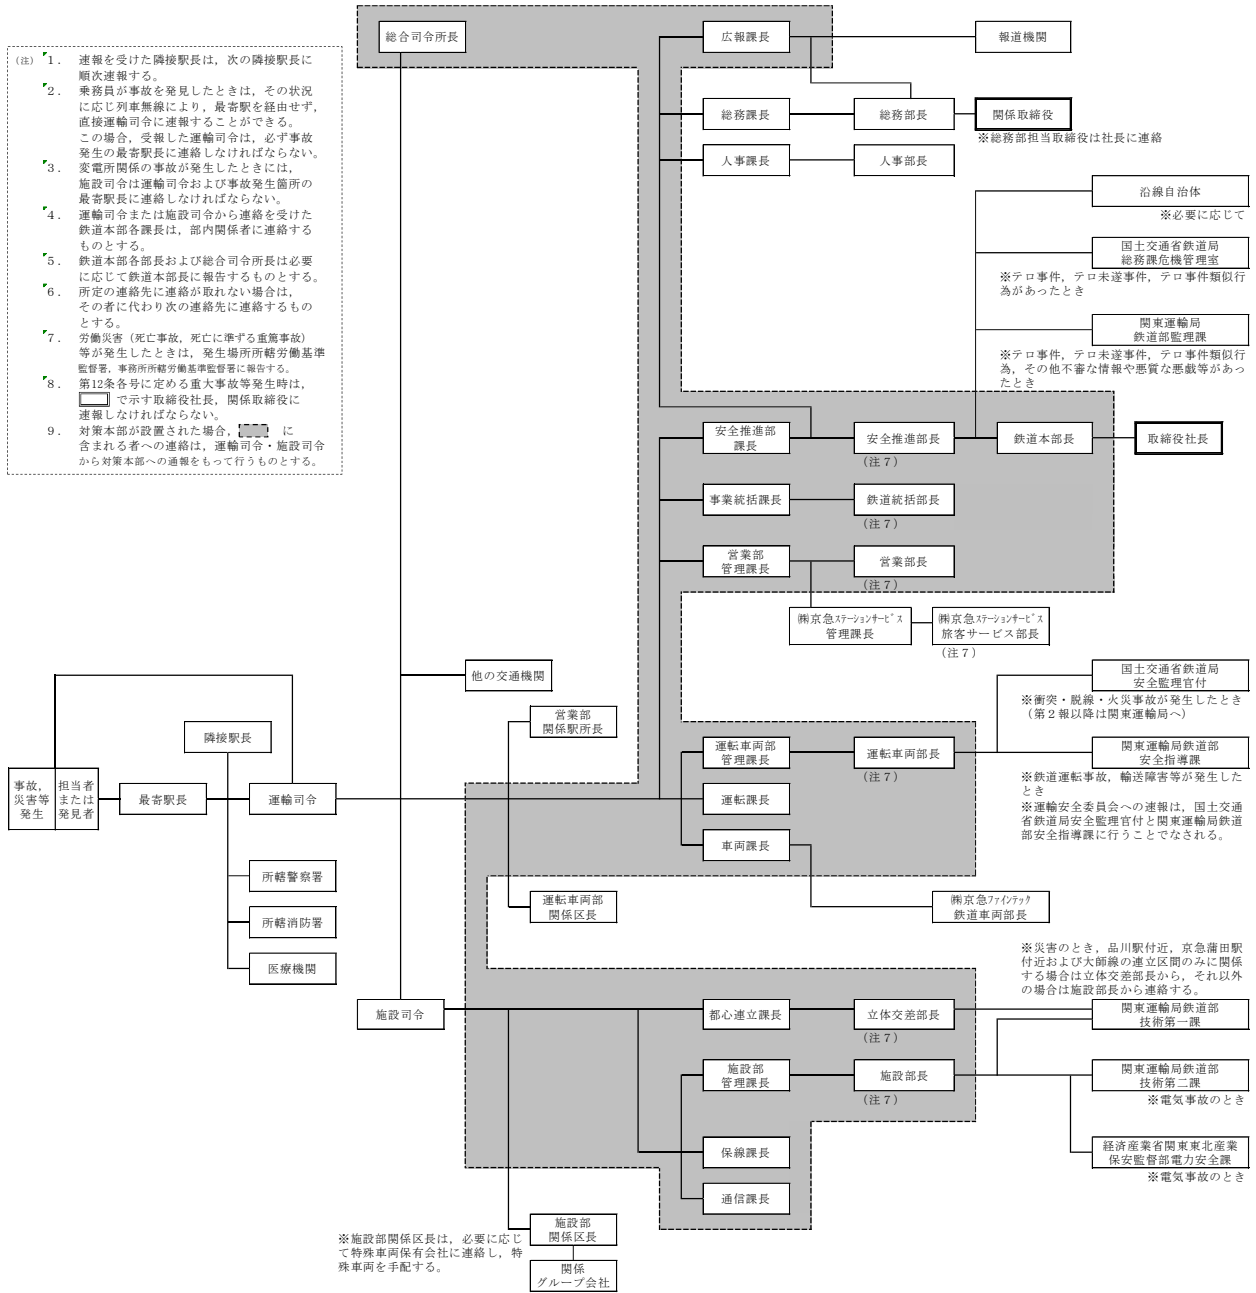 総合司令所長
広報課長
報道機関
(注) 1. 速報を受けた隣接駅長は，次の隣接駅長に
順次速報する。
2. 乗務員が事故を発見したときは，その状況
に応じ列車無線により，最寄駅を経由せず，
直接運輸司令に速報することができる。
この場合，受報した運輸司令は，必ず事故
発生の最寄駅長に連絡しなければならない。
3. 変電所関係の事故が発生したときには，
施設司令は運輸司令および事故発生箇所の
最寄駅長に連絡しなければならない。
4. 運輸司令または施設司令から連絡を受けた
鉄道本部各課長は，部内関係者に連絡する
ものとする。
5. 鉄道本部各部長および総合司令所長は必要
に応じて鉄道本部長に報告するものとする。
6. 所定の連絡先に連絡が取れない場合は，
その者に代わり次の連絡先に連絡するもの
とする。
7. 労働災害（死亡事故，死亡に準ずる重篤事故）
等が発生したときは，発生場所所轄労働基準
監督署，事務所所轄労働基準監督署に報告する。
8. 第12条各号に定める重大事故等発生時は，
で示す取締役社長，関係取締役に
速報しなければならない。
9. 対策本部が設置された場合， に
含まれる者への連絡は，運輸司令・施設司令
から対策本部への通報をもって行うものとする。
総務課長
総務部長
関係取締役
※総務部担当取締役は社長に連絡
人事課長
人事部長
沿線自治体
※必要に応じて
国土交通省鉄道局
総務課危機管理室
※テロ事件，テロ未遂事件，テロ事件類似行
為があったとき
関東運輸局
鉄道部監理課
※テロ事件，テロ未遂事件，テロ事件類似行
為，その他不審な情報や悪質な悪戯等があっ
たとき
安全推進部
課長
安全推進部長
(注７)
鉄道本部長
取締役社長
事業統括課長
鉄道統括部長
(注７)
営業部
管理課長
営業部長
(注７)
㈱京急ｽﾃｰｼｮﾝｻｰﾋﾞｽ
管理課長
㈱京急ｽﾃｰｼｮﾝｻｰﾋﾞｽ
旅客サービス部長
(注７)
他の交通機関
国土交通省鉄道局
安全監理官付
※衝突・脱線・火災事故が発生したとき
（第２報以降は関東運輸局へ）
営業部
関係駅所長
隣接駅長
運転車両部
管理課長
運転車両部長
(注７)
関東運輸局鉄道部
安全指導課
※鉄道運転事故，輸送障害等が発生した
とき
※運輸安全委員会への速報は，国土交通
省鉄道局安全監理官付と関東運輸局鉄道
部安全指導課に行うことでなされる。
事故，
災害等
発生
担当者
または
発見者
最寄駅長
運輸司令
運転課長
車両課長
所轄警察署
運転車両部
関係区長
㈱京急ﾌｧｲﾝﾃｯｸ
鉄道車両部長
所轄消防署
医療機関
※災害のとき，品川駅付近，京急蒲田駅
付近および大師線の連立区間のみに関係
する場合は立体交差部長から，それ以外
の場合は施設部長から連絡する。
施設司令
都心連立課長
立体交差部長
(注７)
関東運輸局鉄道部
技術第一課
施設部
管理課長
施設部長
(注７)
関東運輸局鉄道部
技術第二課
※電気事故のとき
保線課長
経済産業省関東東北産業
保安監督部電力安全課
※電気事故のとき
通信課長
施設部
関係区長
※施設部関係区長は，必要に応じ
て特殊車両保有会社に連絡し，特
殊車両を手配する。
関係
グループ会社